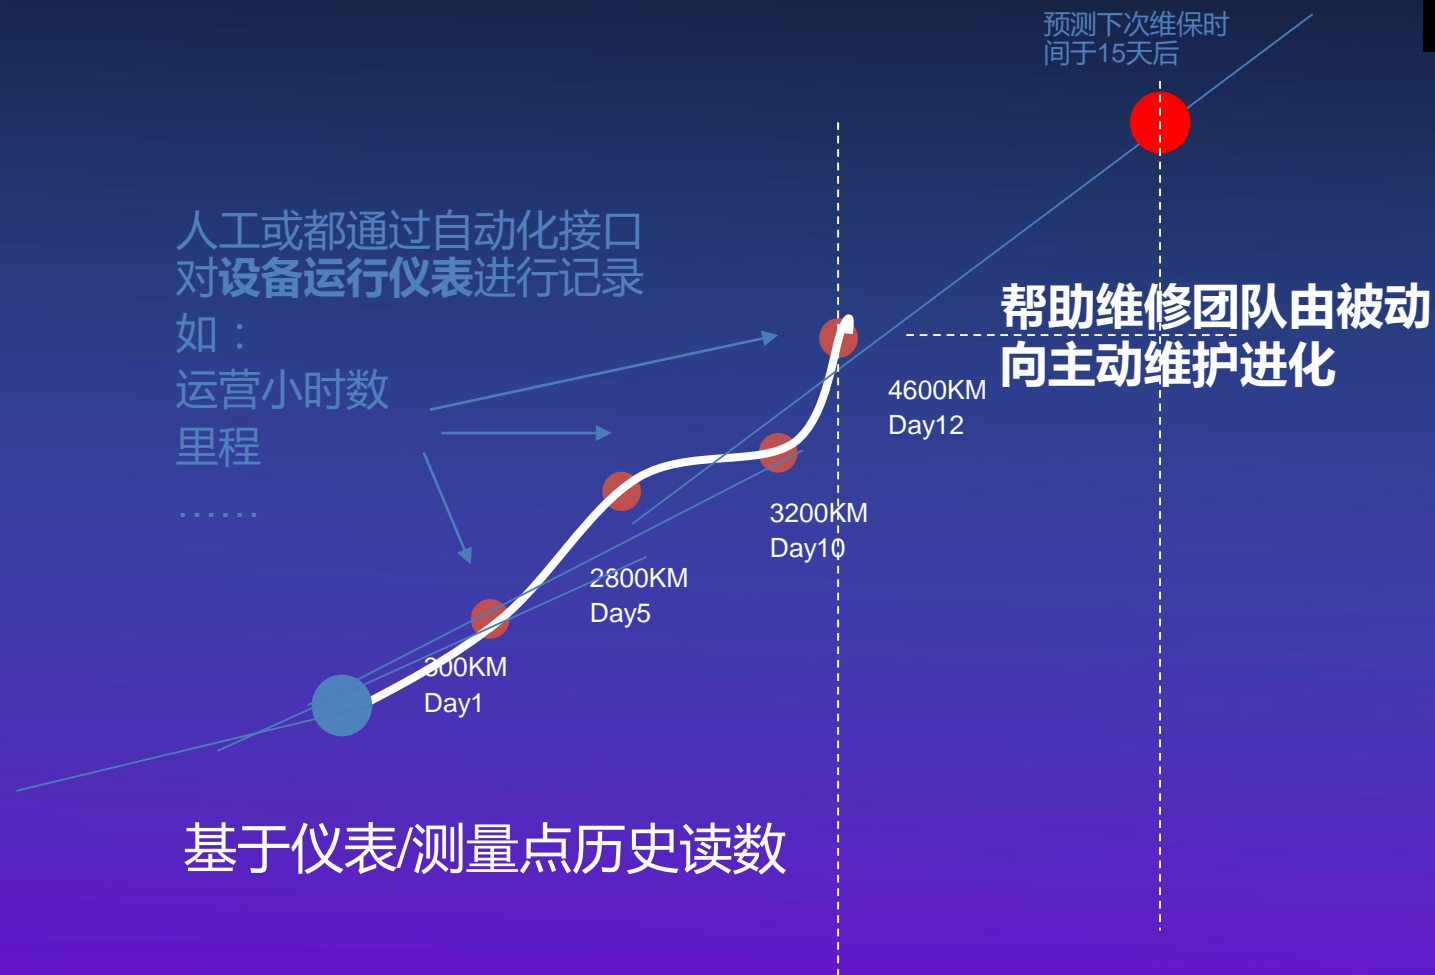 预测下次维保时
间于15天后
人工或都通过自动化接口
对设备运行仪表进行记录
如：
运营小时数
里程
……
帮助维修团队由被动
向主动维护进化
4600KM
Day12
3200KM
Day10
2800KM
Day5
300KM
Day1
基于仪表/测量点历史读数